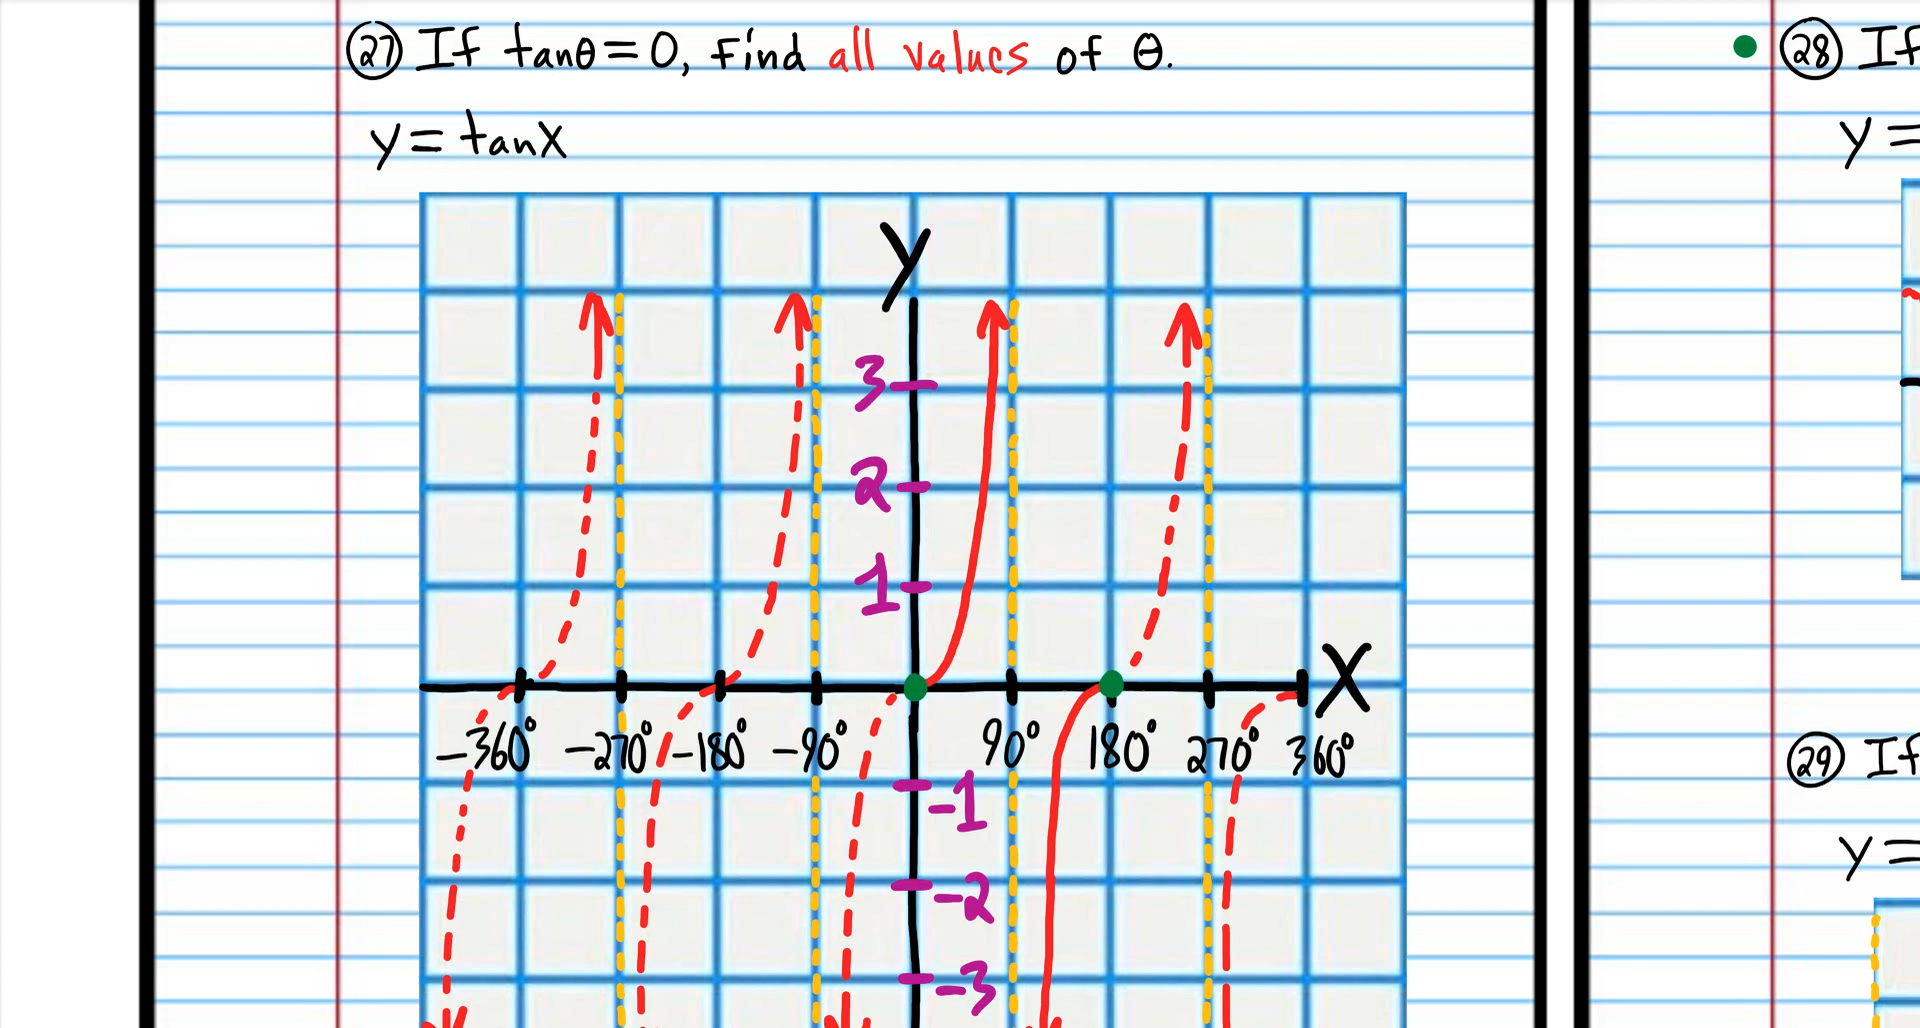 27 If tanθ=0, Find all values of θ.
y=tanX
Y
3
2
1
X
-360° -270° -180° -90° 90° 180° 270° 360°
-1
-2
-3
28 If
y=
29 If
y=